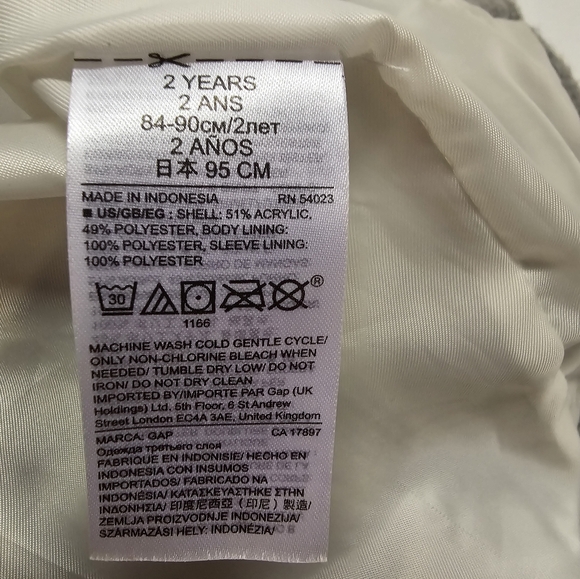 2 YEARS
2 ANS
84-90см/2лет
2 AÑOS
日本 95 CM
MADE IN INDONESIA RN 54023
■ US/GB/EG : SHELL: 51% ACRYLIC,
49% POLYESTER, BODY LINING:
100% POLYESTER, SLEEVE LINING:
100% POLYESTER
30 ®
1166
MACHINE WASH COLD GENTLE CYCLE/
ONLY NON-CHLORINE BLEACH WHEN
NEEDED/ TUMBLE DRY LOW/ DO NOT
IRON/ DO NOT DRY CLEAN
IMPORTED BY/IMPORTÉ PAR Gap (UK
Holdings) Ltd. 5th Floor, 6 St Andrew
Street London EC4A 3AE, United Kingdom
MARCA: GAP CA 17897
Одежда третьего слоя
FABRIQUÉ EN INDONÉSIE/ HECHO EN
INDONESIA CON INSUMOS
IMPORTADOS/ FABRICADO NA
INDONÉSIA/ ΚΑΤΑΣΚΕΥΑΣΤΗΚΕ ΣΤΗΝ
ΙΝΔΟΝΗΣΙΑ/ 印度尼西亞 (印尼) 製造/
ZEMLJA PROIZVODNJE INDONEZIJA/
SZÁRMAZÁSI HELY: INDONÉZIA/